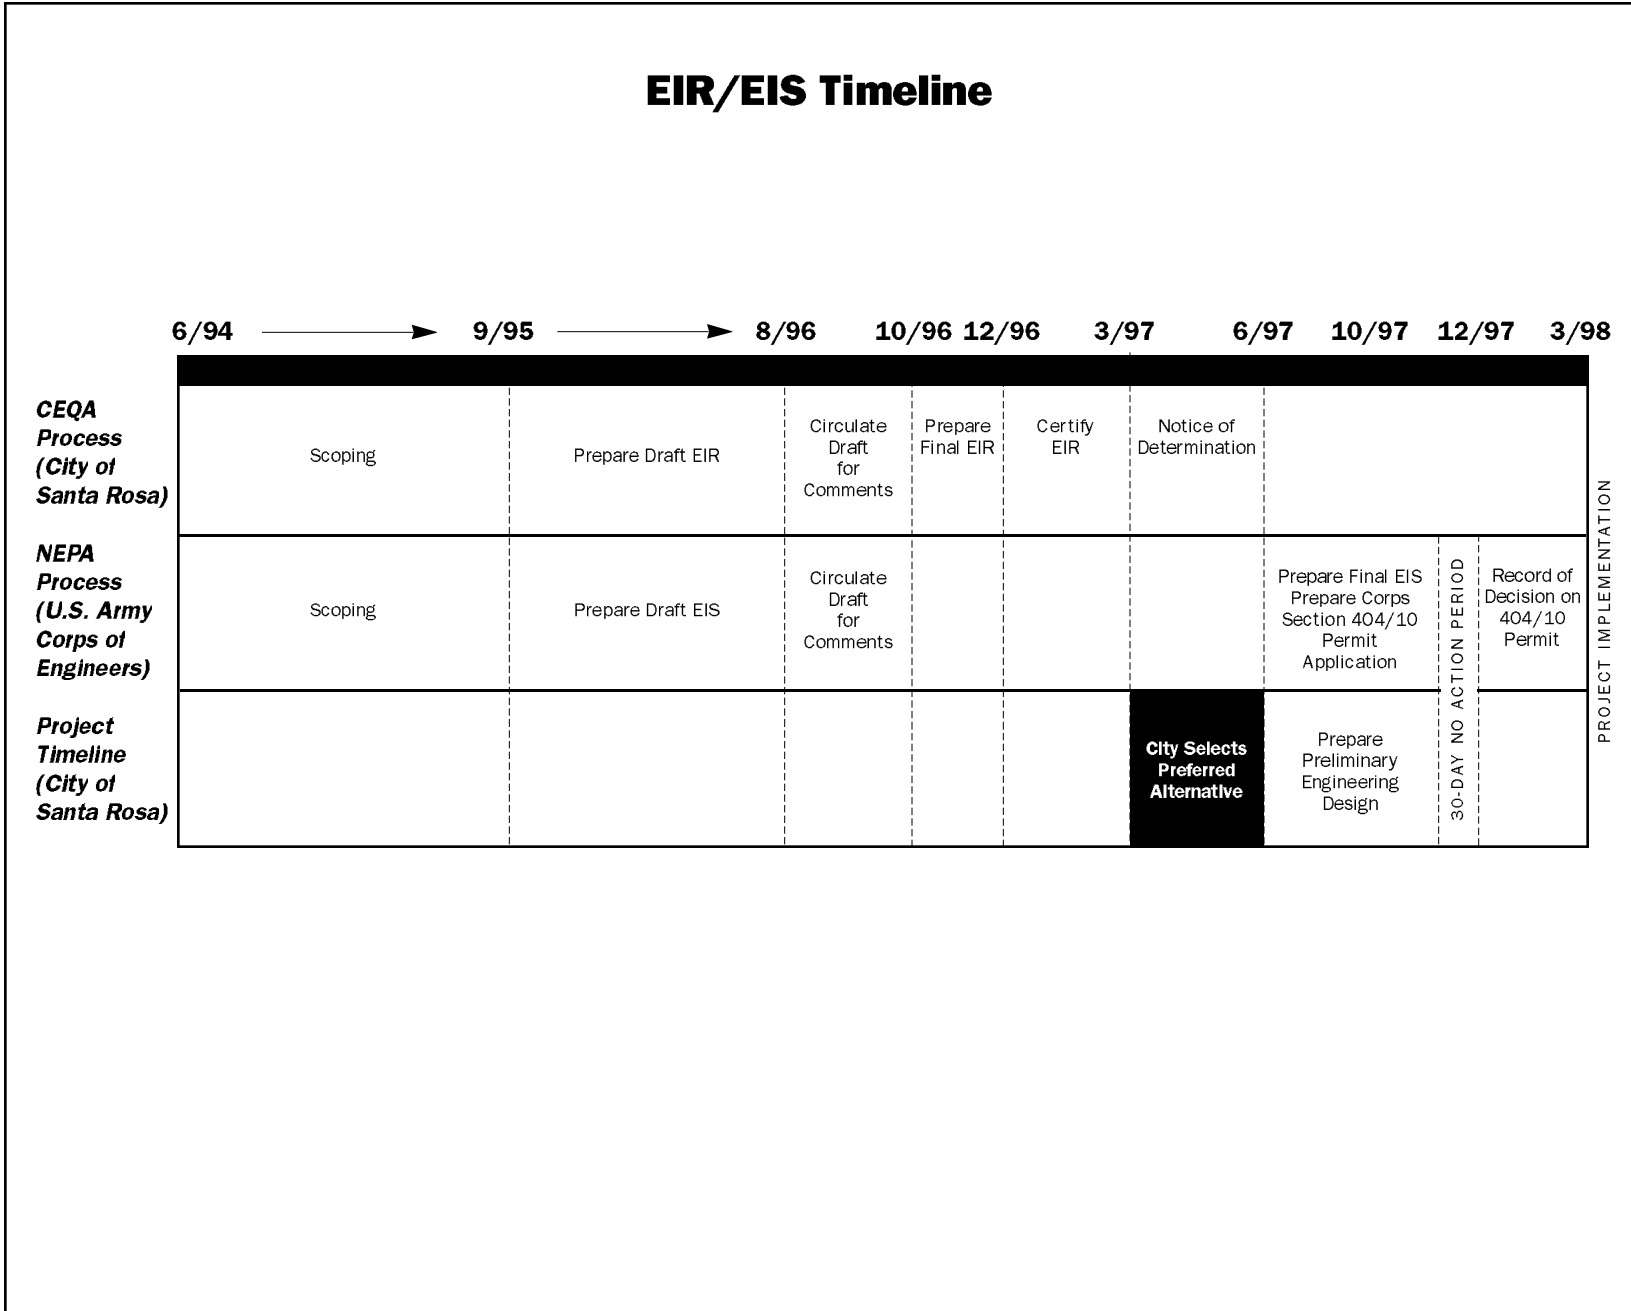 EIR/EIS Timeline
6/94 9/95 8/96 10/96 12/96 3/97 6/97 10/97 12/97 3/98
CEQA
Process
(City of
Santa Rosa)
Scoping
Prepare Draft EIR
Circulate
Draft
for
Comments
Prepare
Final EIR
Certify
EIR
Notice of
Determination
NEPA
Process
(U.S. Army
Corps of
Engineers)
Scoping
Prepare Draft EIS
Circulate
Draft
for
Comments
Prepare Final EIS
Prepare Corps
Section 404/10
Permit
Application
30-DAY NO ACTION PERIOD
Record of
Decision on
404/10
Permit
Project
Timeline
(City of
Santa Rosa)
City Selects
Preferred
Alternative
Prepare
Preliminary
Engineering
Design
PROJECT IMPLEMENTATION